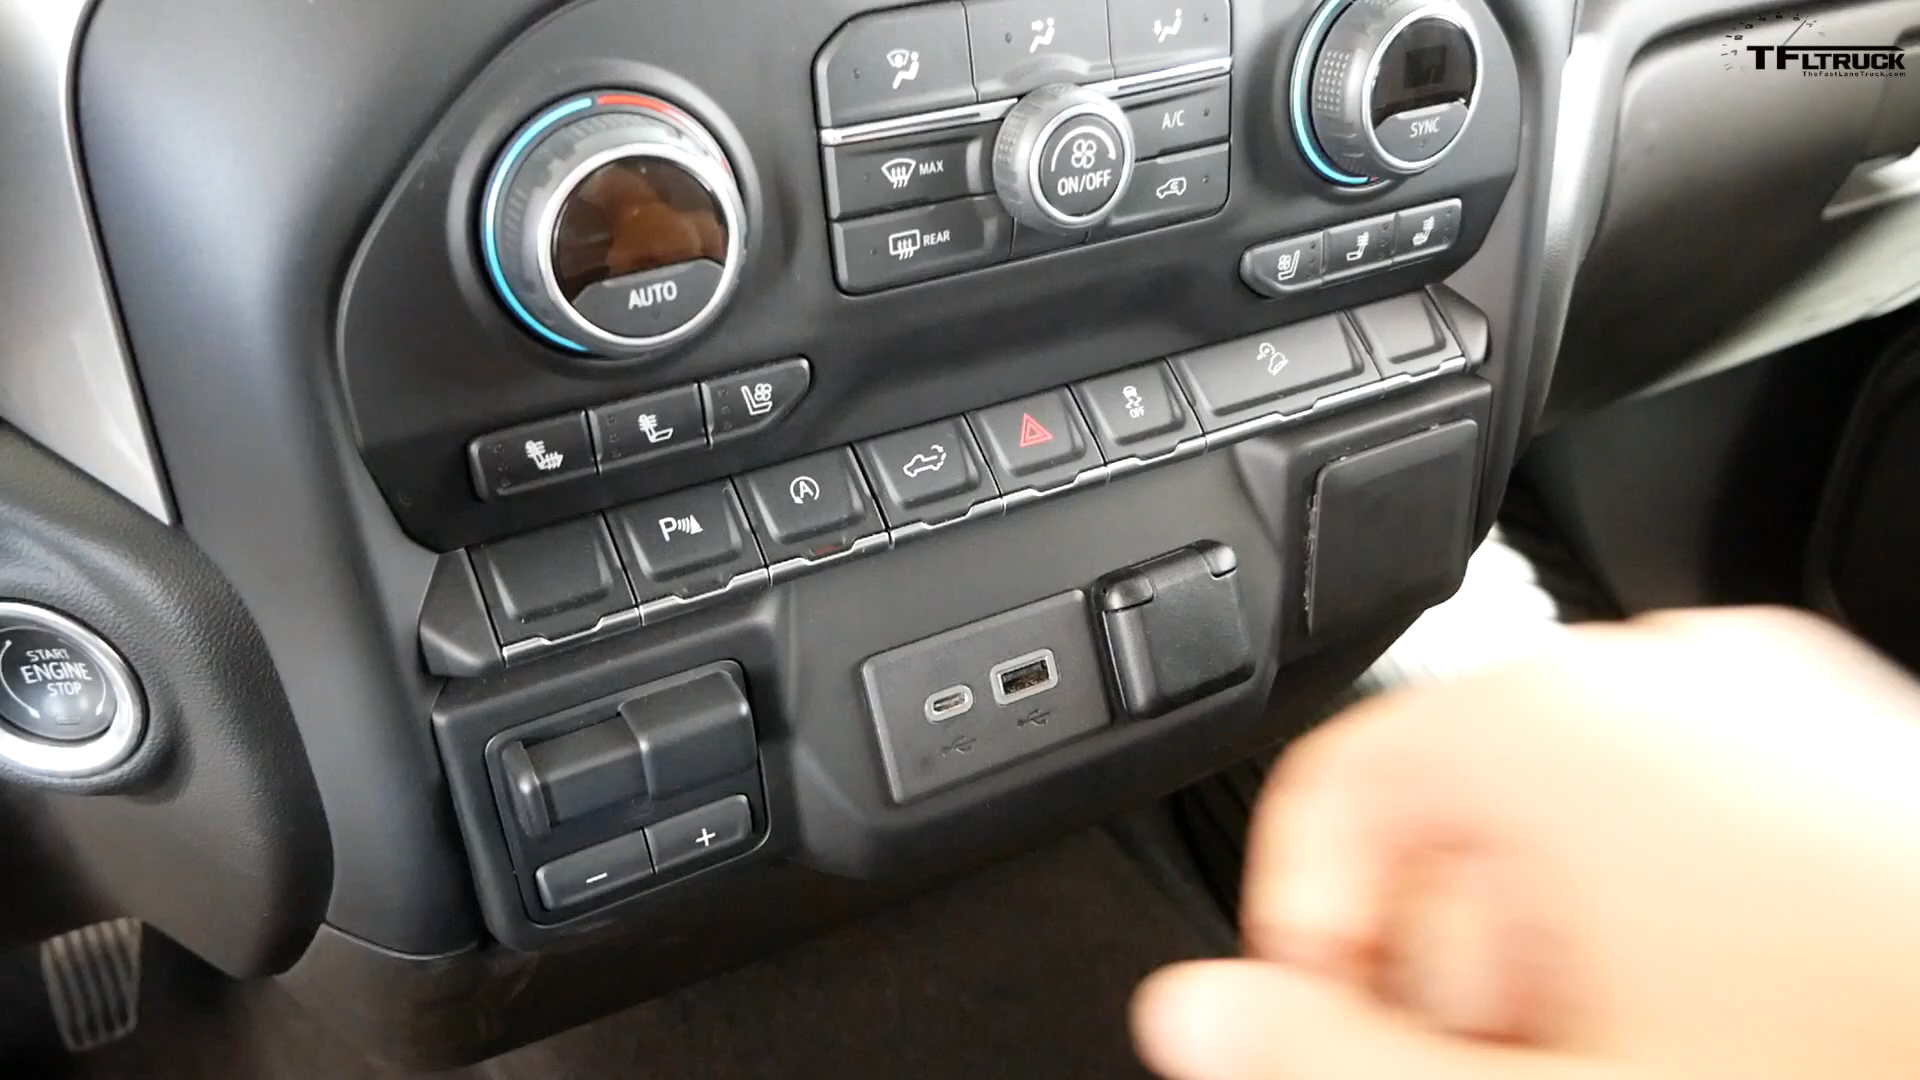 TFLTRUCK
TheFastLaneTruck.com
A/C
SYNC
MAX
ON/OFF
REAR
AUTO
OFF
P
A
START
ENGINE
STOP
+
−